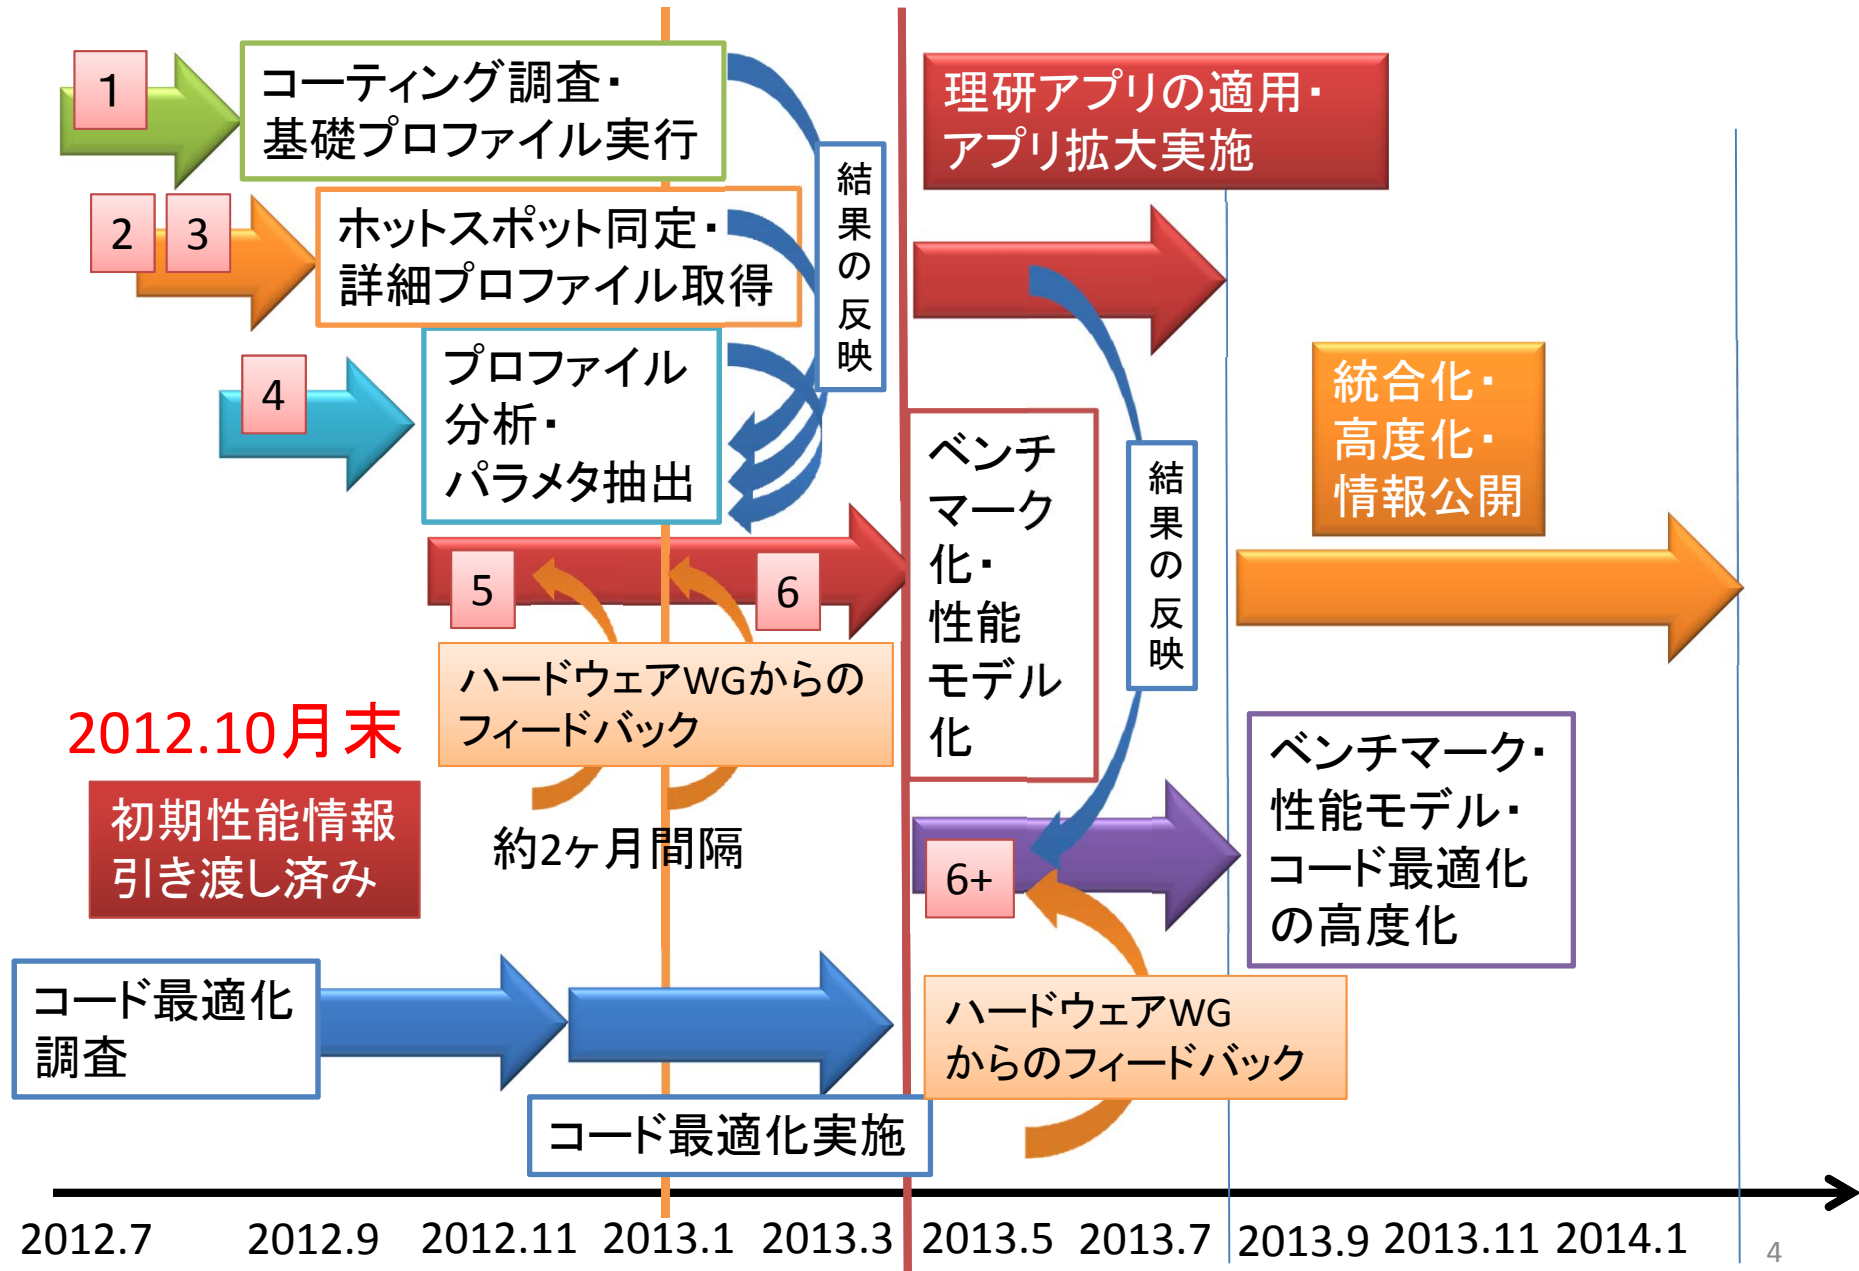 1
コーティング調査・
基礎プロファイル実行
2
3
ホットスポット同定・
詳細プロファイル取得
4
プロファイル
分析・
パラメタ抽出
結果の反映
理研アプリの適用・
アプリ拡大実施
5
6
ハードウェアWGからの
フィードバック
約2ヶ月間隔
2012.10月末
初期性能情報
引き渡し済み
ベンチ
マーク
化・
性能
モデル
化
結果の反映
統合化・
高度化・
情報公開
6+
ベンチマーク・
性能モデル・
コード最適化
の高度化
コード最適化
調査
コード最適化実施
ハードウェアWG
からのフィードバック
2012.7 2012.9 2012.11 2013.1 2013.3 2013.5 2013.7 2013.9 2013.11 2014.1
4